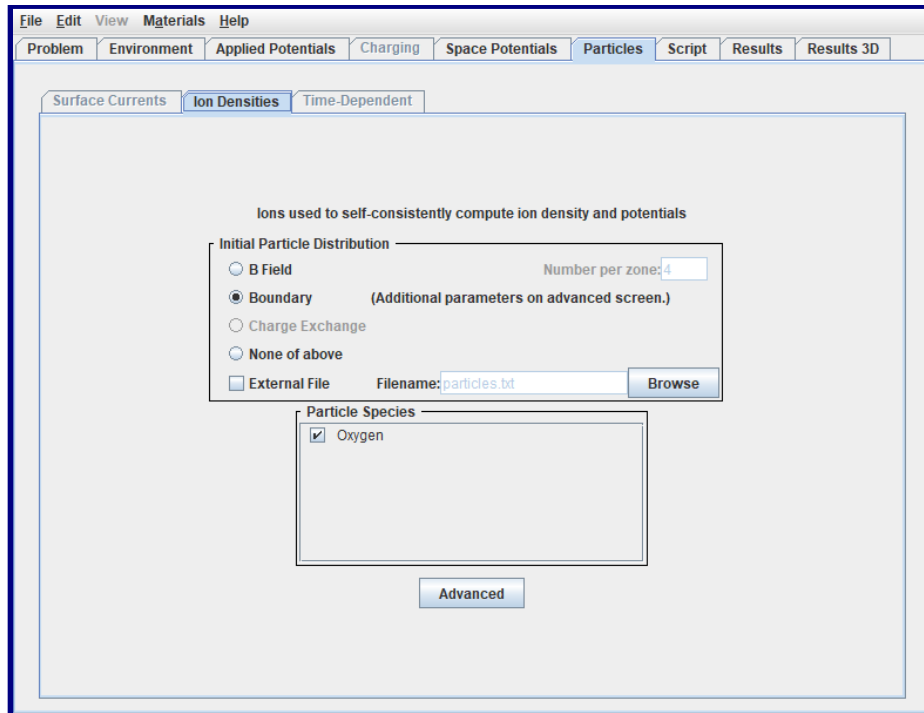 File Edit View Materials Help
Problem Environment Applied Potentials Charging Space Potentials Particles Script Results Results 3D
Surface Currents Ion Densities Time-Dependent
Ions used to self-consistently compute ion density and potentials
Initial Particle Distribution
B Field Number per zone: 4
Boundary (Additional parameters on advanced screen.)
Charge Exchange
None of above
External File Filename: particles.txt Browse
Particle Species
Oxygen
Advanced